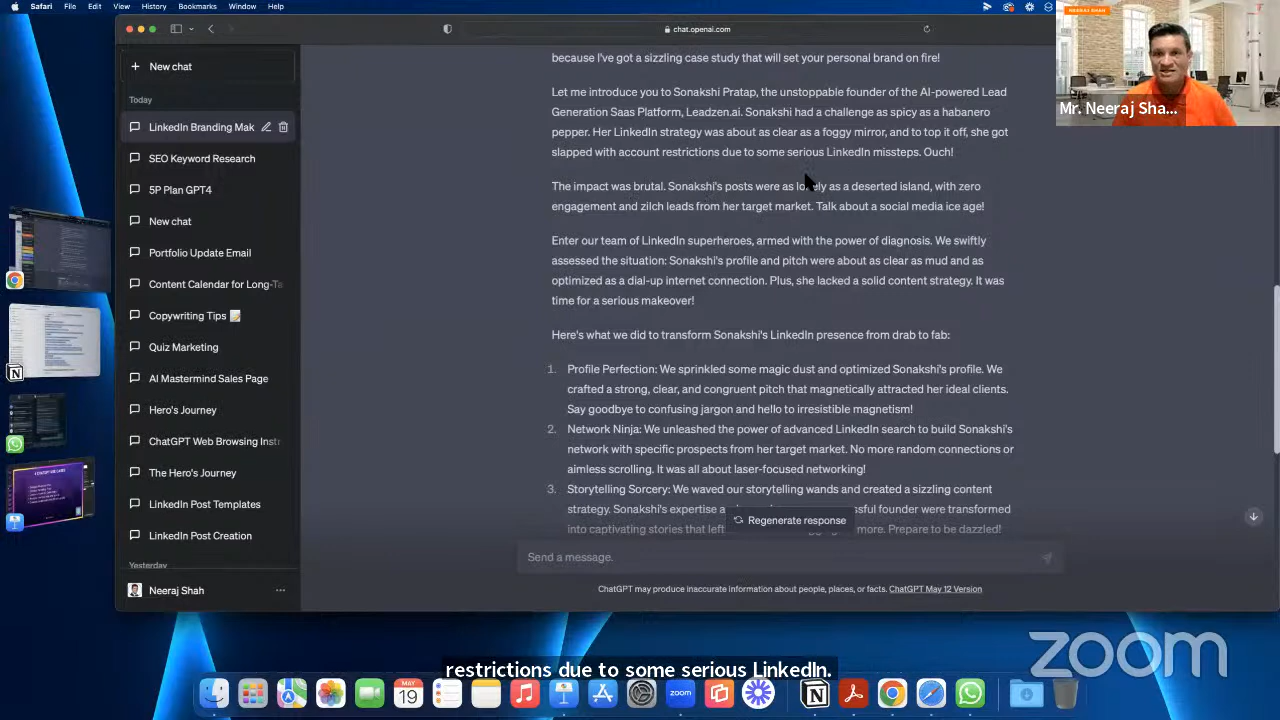 Safari File Edit View History Bookmarks Window Help
NEERAJ SHAH
chat.openai.com
New chat
Today
LinkedIn Branding Mak
SEO Keyword Research
5P Plan GPT4
New chat
Portfolio Update Email
Content Calendar for Long-Ta
Copywriting Tips 📝
Quiz Marketing
AI Mastermind Sales Page
Hero's Journey
ChatGPT Web Browsing Instr
The Hero's Journey
LinkedIn Post Templates
LinkedIn Post Creation
Yesterday
Neeraj Shah
because I've got a sizzling case study that will set your personal brand on fire!
Let me introduce you to Sonakshi Pratap, the unstoppable founder of the AI-powered Lead
Generation Saas Platform, Leadzen.ai. Sonakshi had a challenge as spicy as a habanero
pepper. Her LinkedIn strategy was about as clear as a foggy mirror, and to top it off, she got
slapped with account restrictions due to some serious LinkedIn missteps. Ouch!
The impact was brutal. Sonakshi's posts were as lonely as a deserted island, with zero
engagement and zilch leads from her target market. Talk about a social media ice age!
Enter our team of LinkedIn superheroes, armed with the power of diagnosis. We swiftly
assessed the situation: Sonakshi's profile and pitch were about as clear as mud and as
optimized as a dial-up internet connection. Plus, she lacked a solid content strategy. It was
time for a serious makeover!
Here's what we did to transform Sonakshi's LinkedIn presence from drab to fab:
1. Profile Perfection: We sprinkled some magic dust and optimized Sonakshi's profile. We
crafted a strong, clear, and congruent pitch that magnetically attracted her ideal clients.
Say goodbye to confusing jargon and hello to irresistible magnetism!
2. Network Ninja: We unleashed the power of advanced LinkedIn search to build Sonakshi's
network with specific prospects from her target market. No more random connections or
aimless scrolling. It was all about laser-focused networking!
3. Storytelling Sorcery: We waved our storytelling wands and created a sizzling content
strategy. Sonakshi's expertise a ssful founder were transformed
into captivating stories that left more. Prepare to be dazzled!
Regenerate response
Send a message.
ChatGPT may produce inaccurate information about people, places, or facts. ChatGPT May 12 Version
Mr. Neeraj Sha...
zoom
restrictions due to some serious LinkedIn.
MAY
19
zoom